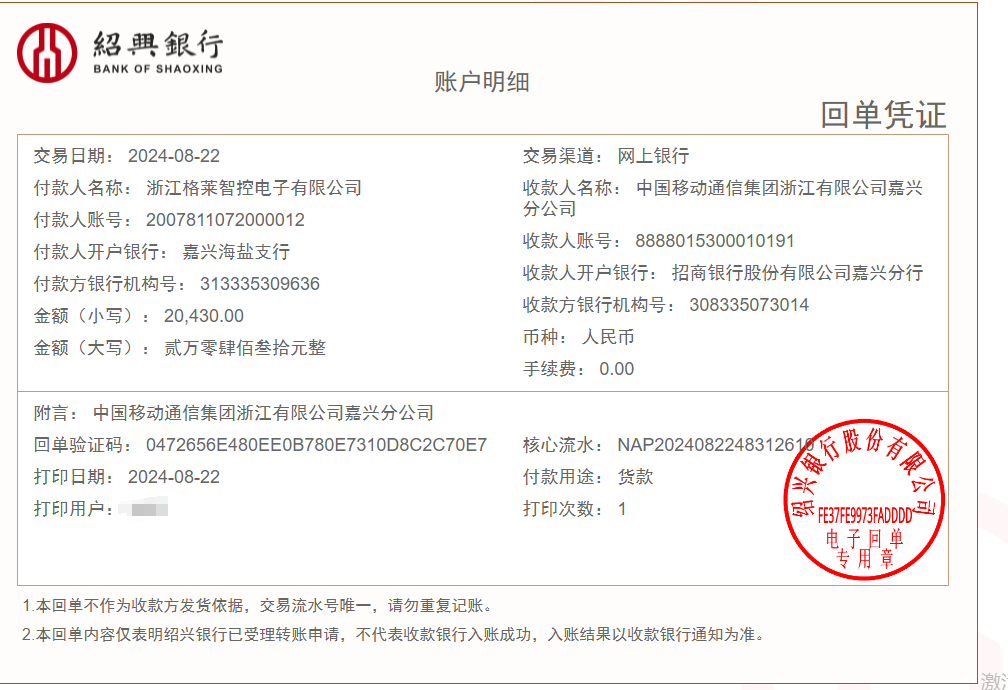 紹興銀行
BANK OF SHAOXING
账户明细
回单凭证
交易日期： 2024-08-22
付款人名称： 浙江格莱智控电子有限公司
付款人账号： 2007811072000012
付款人开户银行： 嘉兴海盐支行
付款方银行机构号： 313335309636
金额（小写）： 20,430.00
金额（大写）： 贰万零肆佰叁拾元整
交易渠道： 网上银行
收款人名称： 中国移动通信集团浙江有限公司嘉兴
分公司
收款人账号： 8888015300010191
收款人开户银行： 招商银行股份有限公司嘉兴分行
收款方银行机构号： 308335073014
币种： 人民币
手续费： 0.00
附言： 中国移动通信集团浙江有限公司嘉兴分公司
回单验证码： 0472656E480EE0B780E7310D8C2C70E7
打印日期： 2024-08-22
打印用户：
核心流水： NAP2024082248312619
付款用途： 货款
打印次数： 1
绍兴银行股份有限公司
FE37FE9973FADDDD
电子回单
专用章
1.本回单不作为收款方发货依据，交易流水号唯一，请勿重复记账。
2.本回单内容仅表明绍兴银行已受理转账申请，不代表收款银行入账成功，入账结果以收款银行通知为准。